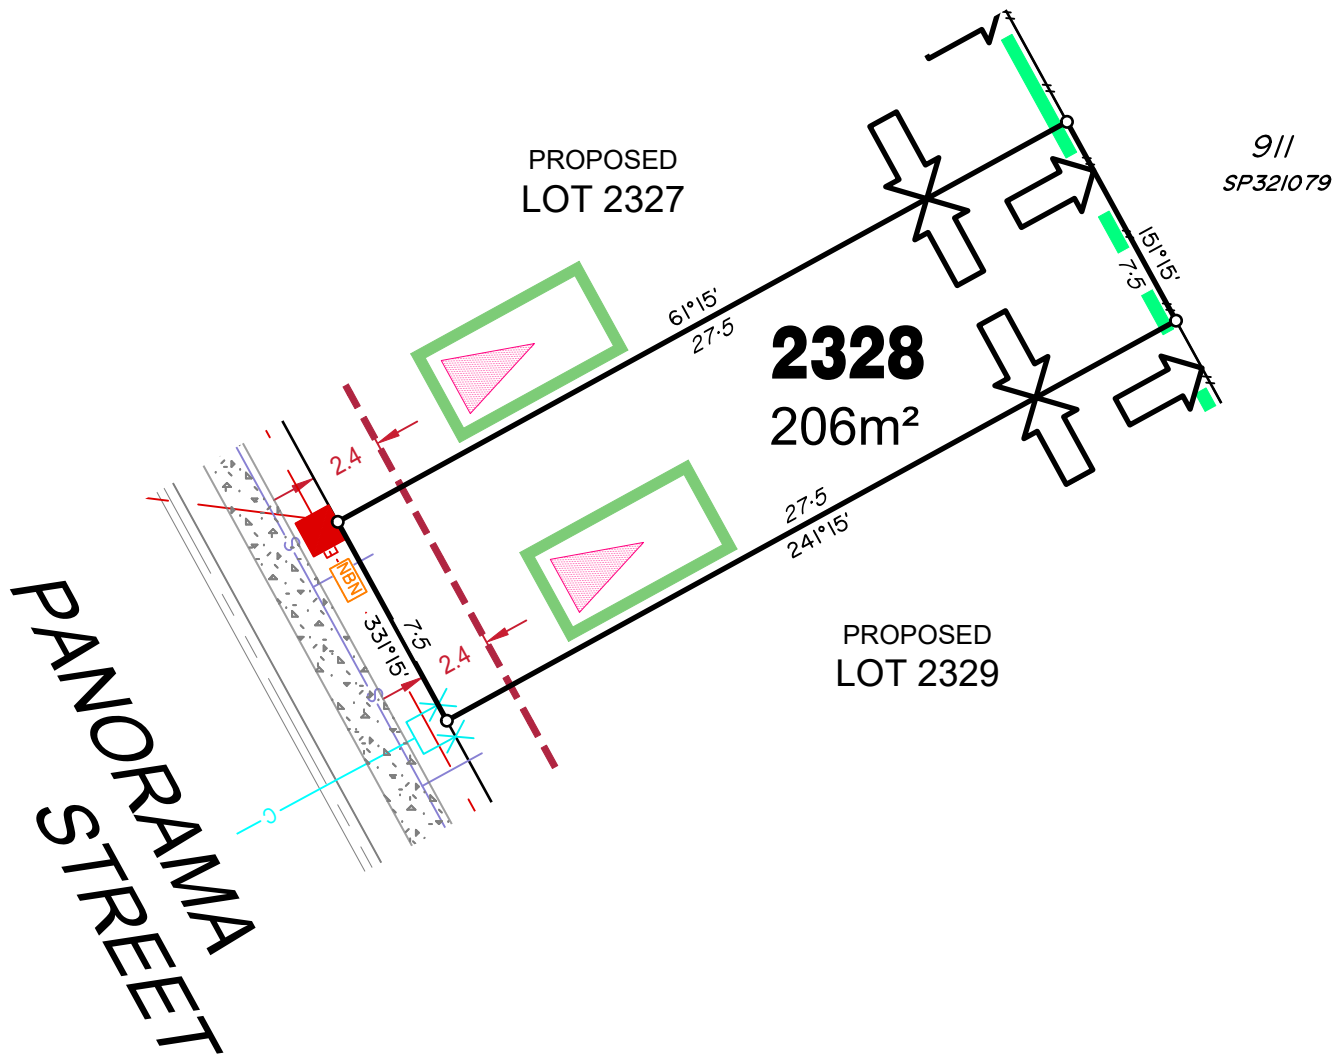 PROPOSED
LOT 2327
911
SP321079
151°15'
7·5
61°15'
27·5
2328
206m²
2.4
S
E
NBN
7·5
331°15'
2.4
S
27·5
241°15'
PROPOSED
LOT 2329
C
PANORAMA
STREET